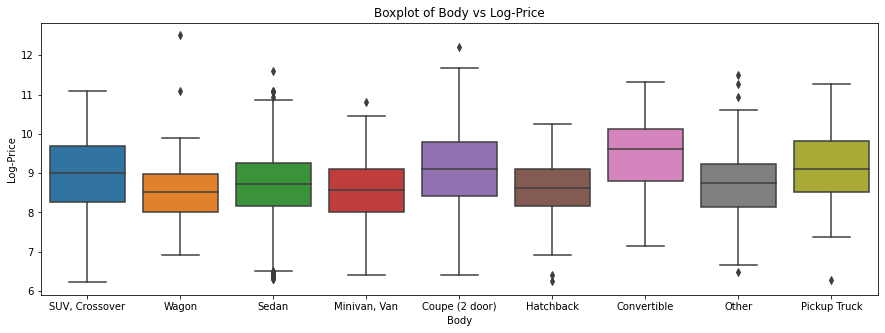 Boxplot of Body vs Log-Price
Log-Price
12
11
10
9
8
7
6
SUV, Crossover
Wagon
Sedan
Minivan, Van
Coupe (2 door)
Hatchback
Convertible
Other
Pickup Truck
Body